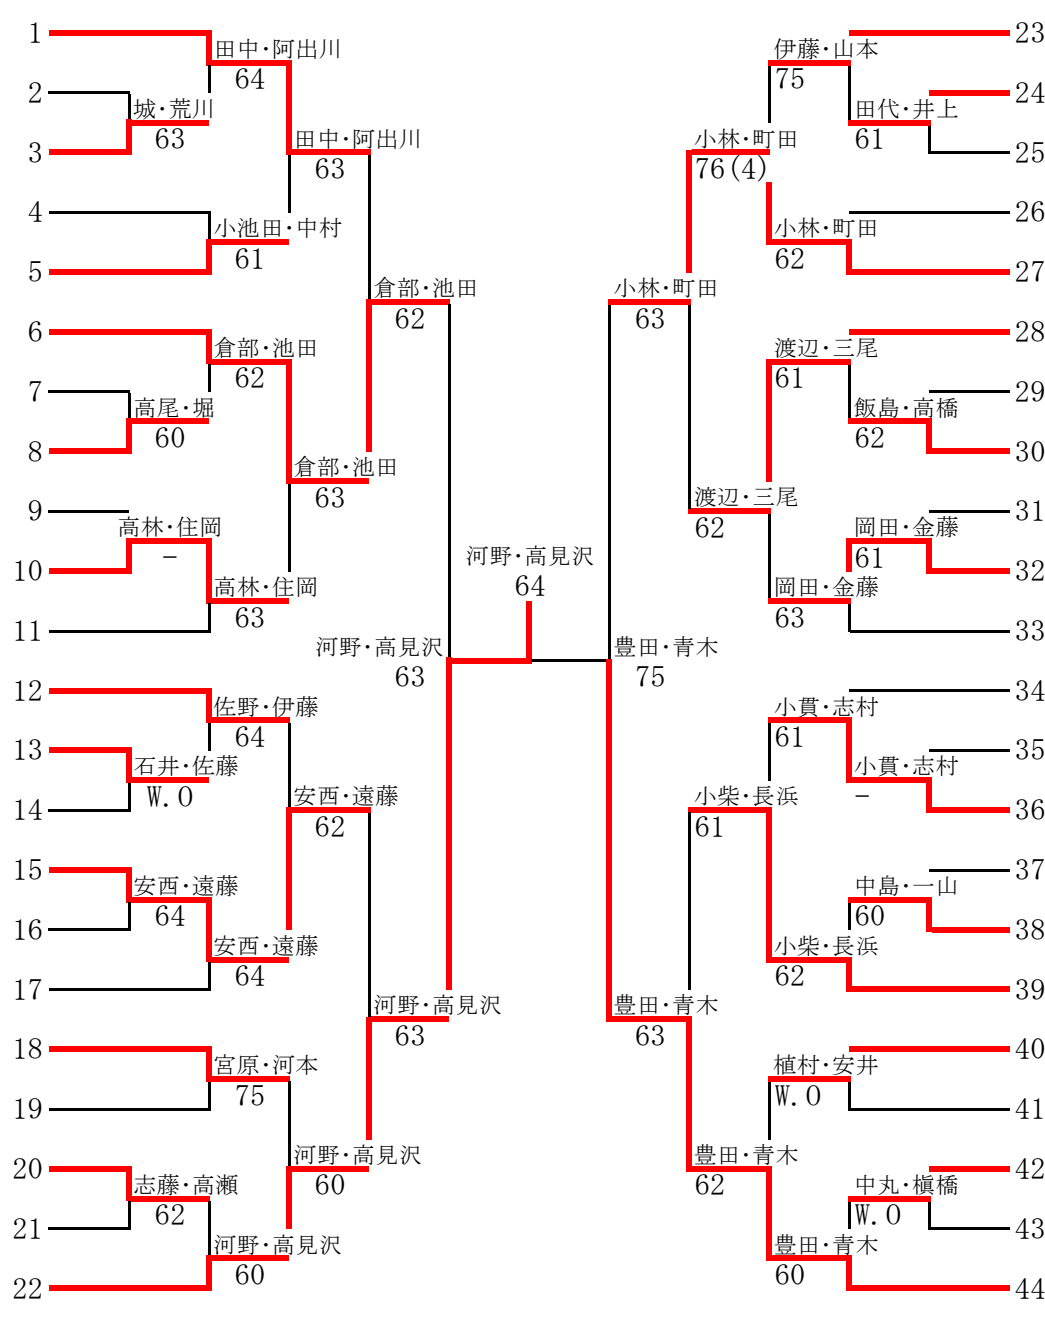 1
23
田中・阿出川
伊藤・山本
64
75
2
24
城・荒川
田代・井上
63
61
田中・阿出川
小林・町田
3
25
63
76(4)
4
26
小池田・中村
小林・町田
61
62
5
27
倉部・池田
小林・町田
62
63
6
28
倉部・池田
渡辺・三尾
62
61
7
29
高尾・堀
飯島・高橋
60
62
8
30
倉部・池田
渡辺・三尾
63
62
9
31
高林・住岡
岡田・金藤
-
61
河野・高見沢
10
32
64
高林・住岡
岡田・金藤
63
63
11
33
河野・高見沢
豊田・青木
63
75
12
34
佐野・伊藤
小貫・志村
64
61
13
35
石井・佐藤
小貫・志村
W.O
-
安西・遠藤
小柴・長浜
14
36
62
61
15
37
安西・遠藤
中島・一山
64
60
16
38
安西・遠藤
小柴・長浜
64
62
17
39
河野・高見沢
豊田・青木
63
63
18
40
宮原・河本
植村・安井
75
W.O
19
41
河野・高見沢
豊田・青木
20
42
60
62
志藤・高瀬
中丸・槇橋
62
W.O
21
43
河野・高見沢
豊田・青木
60
60
22
44